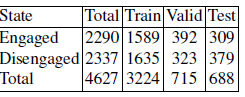 State Total Train Valid Test
Engaged 2290 1589 392 309
Disengaged 2337 1635 323 379
Total 4627 3224 715 688